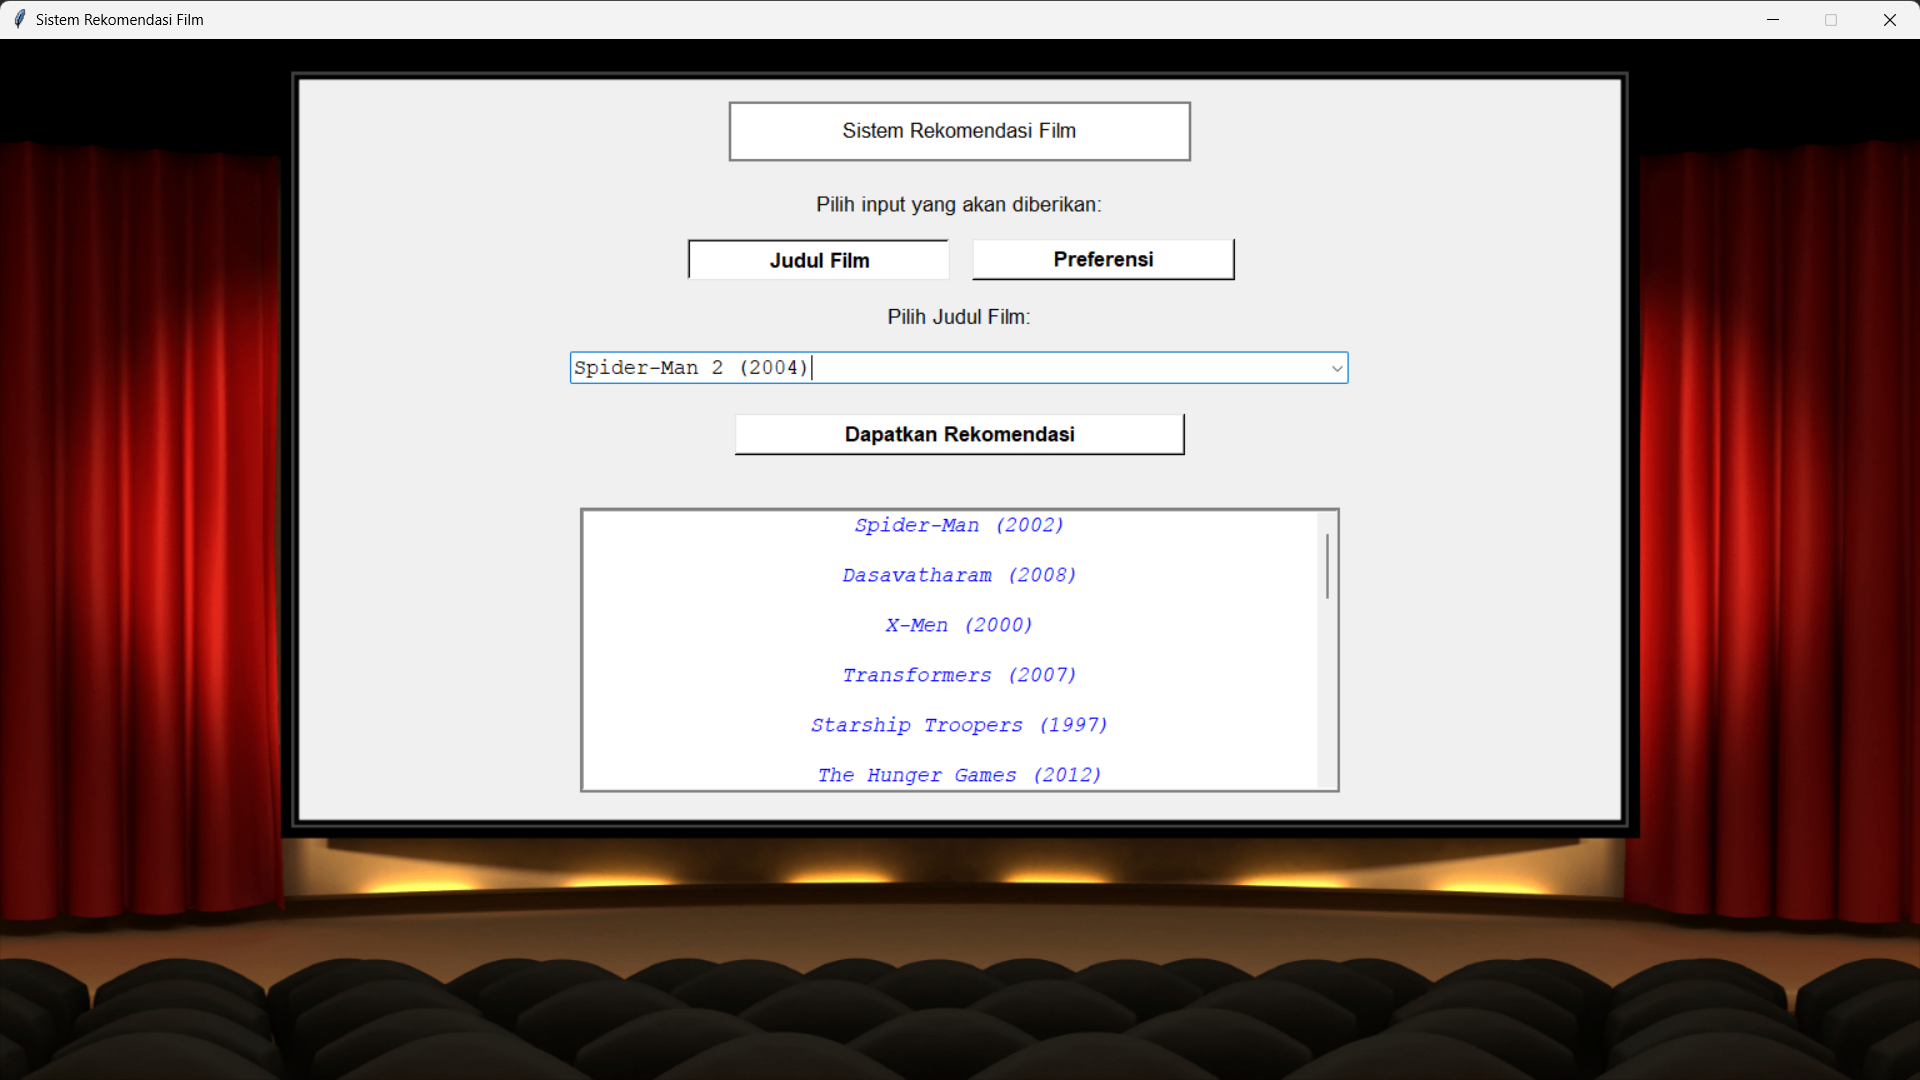 Sistem Rekomendasi Film
Sistem Rekomendasi Film
Pilih input yang akan diberikan:
Judul Film Preferensi
Pilih Judul Film:
Spider-Man 2 (2004)
Dapatkan Rekomendasi
Spider-Man (2002)
Dasavatharam (2008)
X-Men (2000)
Transformers (2007)
Starship Troopers (1997)
The Hunger Games (2012)